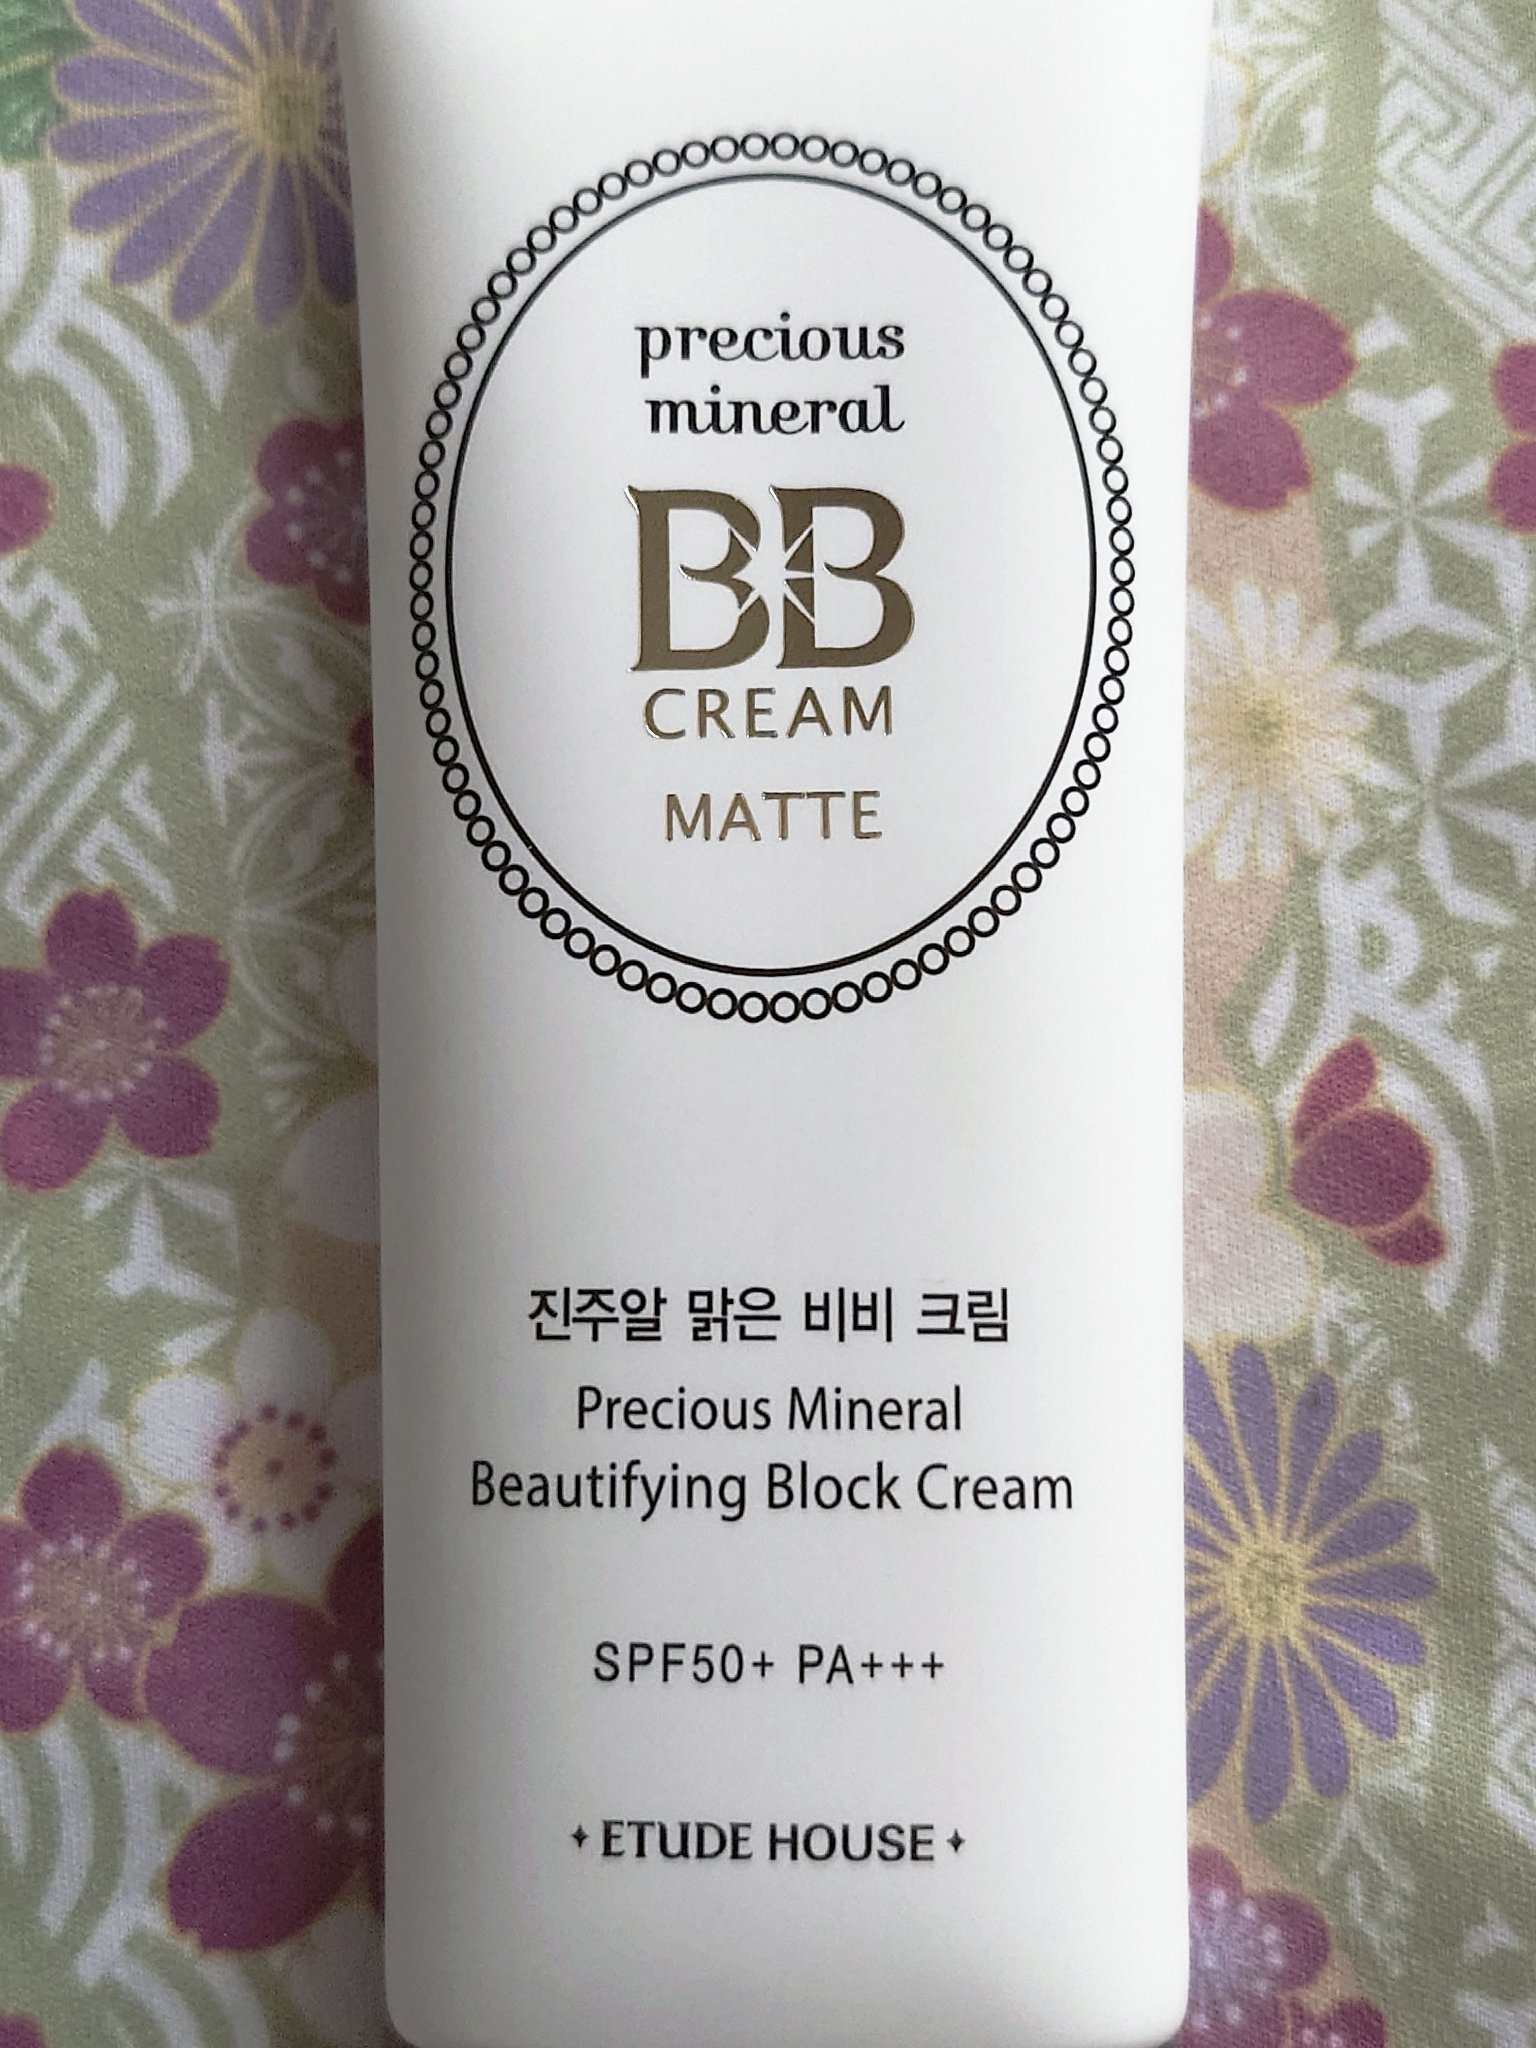 precious
mineral
BB
CREAM
MATTE
진주알 맑은 비비 크림
Precious Mineral
Beautifying Block Cream
SPF50+ PA+++
ETUDE HOUSE